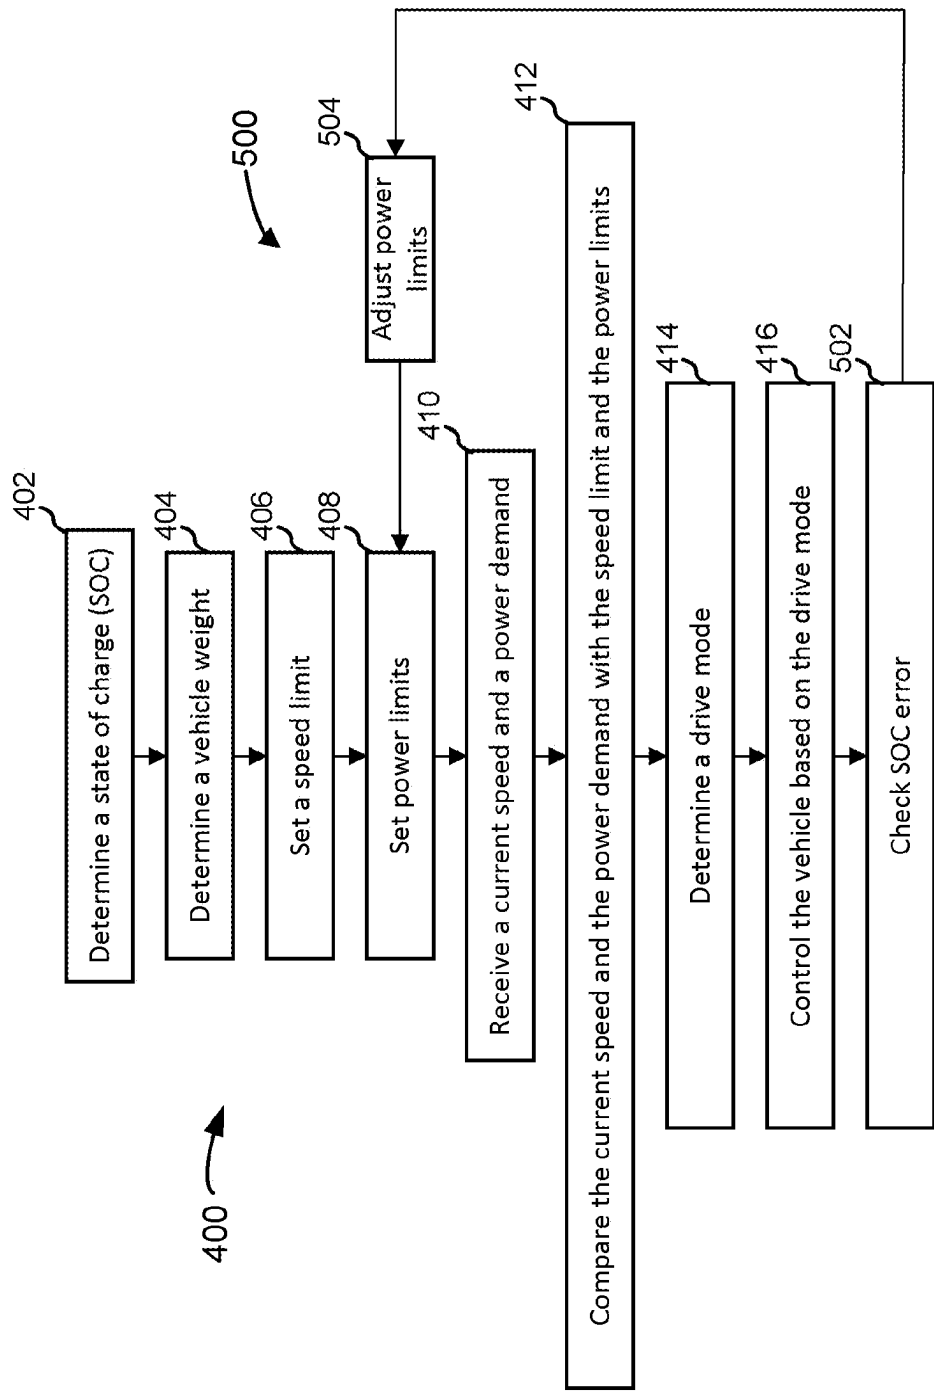 400
500
402
Determine a state of charge (SOC)
404
Determine a vehicle weight
406
Set a speed limit
408
Set power limits
504
Adjust power
limits
410
Receive a current speed and a power demand
412
Compare the current speed and the power demand with the speed limit and the power limits
414
Determine a drive mode
416
Control the vehicle based on the drive mode
502
Check SOC error